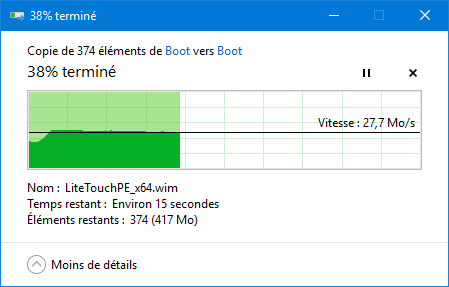 38% terminé
Copie de 374 éléments de Boot vers Boot
38% terminé
Vitesse : 27,7 Mo/s
Nom : LiteTouchPE_x64.wim
Temps restant : Environ 15 secondes
Éléments restants : 374 (417 Mo)
Moins de détails